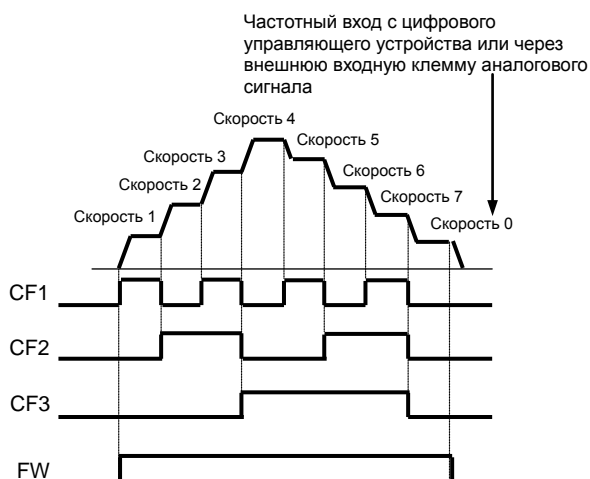 Частотный вход с цифрового
управляющего устройства или через
внешнюю входную клемму аналогового
сигнала
Скорость 4
Скорость 5
Скорость 3
Скорость 6
Скорость 2
Скорость 7
Скорость 1
Скорость 0
CF1
CF2
CF3
FW